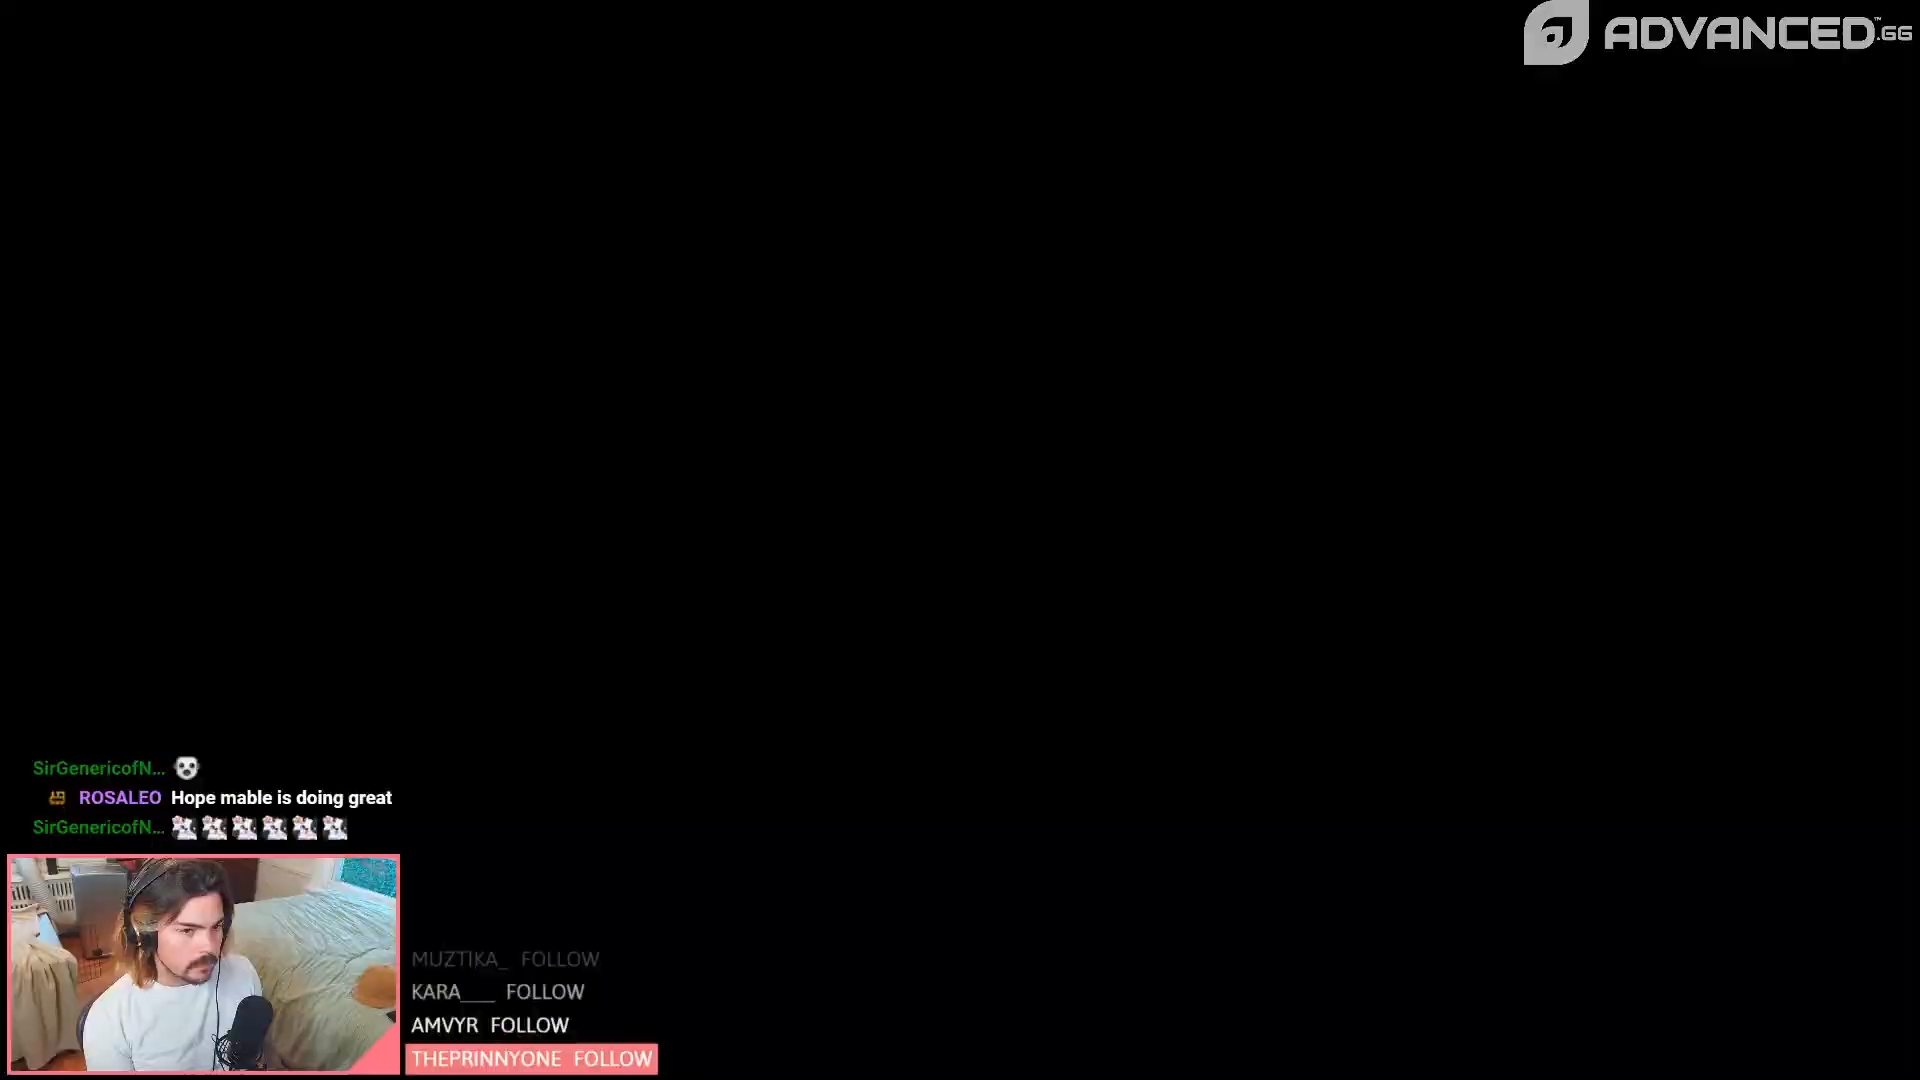 ADVANCED.GG
SirGenericofN...
ROSALEO Hope mable is doing great
SirGenericofN...
MUZTIKA_ FOLLOW
KARA___ FOLLOW
AMVYR FOLLOW
THEPRINNYONE FOLLOW